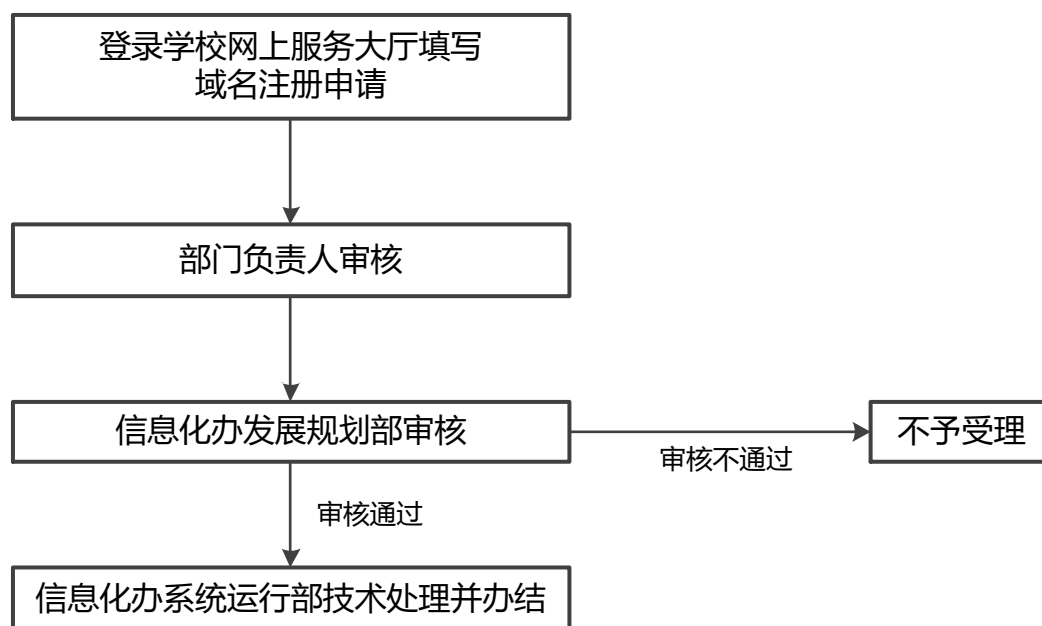 登录学校网上服务大厅填写
域名注册申请
部门负责人审核
信息化办发展规划部审核
不予受理
审核不通过
审核通过
信息化办系统运行部技术处理并办结